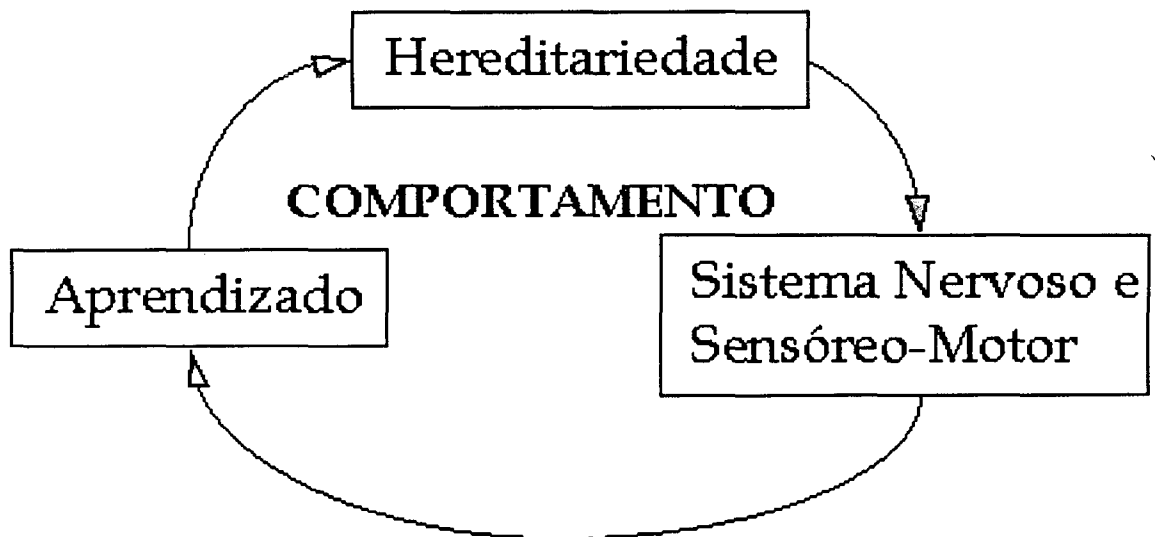 Hereditariedade
COMPORTAMENTO
Aprendizado
Sistema Nervoso e
Sensóreo-Motor